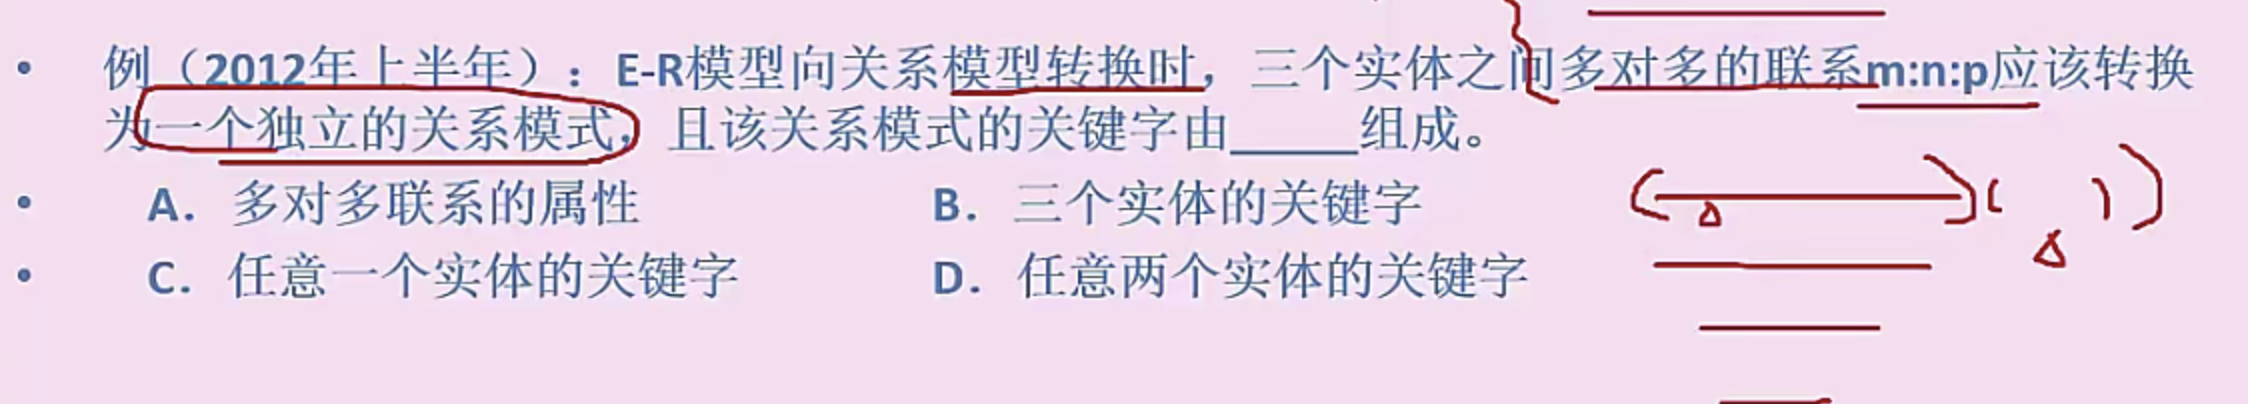 • 例（2012年上半年）：E-R模型向关系模型转换时，三个实体之间多对多的联系m:n:p应该转换
为一个独立的关系模式，且该关系模式的关键字由_____组成。
• A. 多对多联系的属性 B. 三个实体的关键字
• C. 任意一个实体的关键字 D. 任意两个实体的关键字